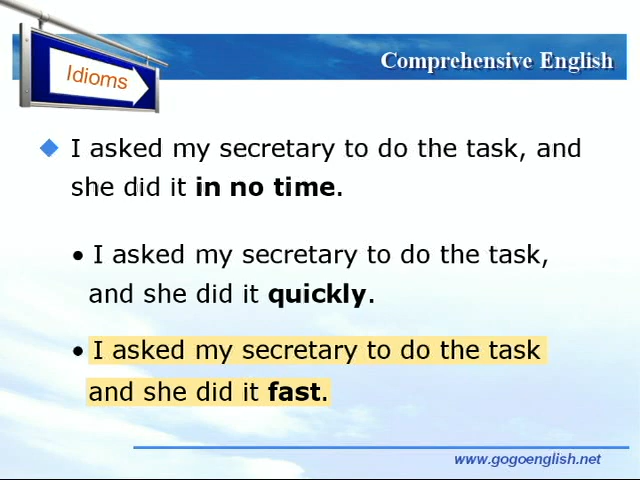 Comprehensive English
Idioms
I asked my secretary to do the task, and
she did it in no time.
• I asked my secretary to do the task,
and she did it quickly.
• I asked my secretary to do the task
and she did it fast.
www.gogoenglish.net